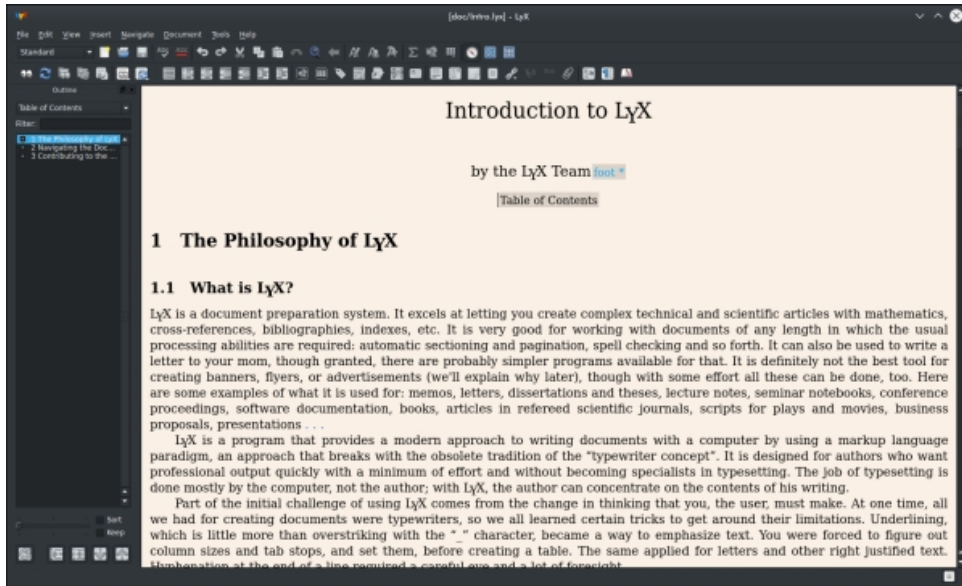 [doc/Intro.lyx] - LyX
File Edit View Insert Navigate Document Tools Help
Standard
Outline
Table of Contents
Filter:
1 The Philosophy of LyX
2 Navigating the Doc...
3 Contributing to the ...
Sort
Keep
Introduction to LyX
by the LyX Team foot *
Table of Contents
1 The Philosophy of LyX
1.1 What is LyX?
LyX is a document preparation system. It excels at letting you create complex technical and scientific articles with mathematics,
cross-references, bibliographies, indexes, etc. It is very good for working with documents of any length in which the usual
processing abilities are required: automatic sectioning and pagination, spell checking and so forth. It can also be used to write a
letter to your mom, though granted, there are probably simpler programs available for that. It is definitely not the best tool for
creating banners, flyers, or advertisements (we'll explain why later), though with some effort all these can be done, too. Here
are some examples of what it is used for: memos, letters, dissertations and theses, lecture notes, seminar notebooks, conference
proceedings, software documentation, books, articles in refereed scientific journals, scripts for plays and movies, business
proposals, presentations . . .
LyX is a program that provides a modern approach to writing documents with a computer by using a markup language
paradigm, an approach that breaks with the obsolete tradition of the "typewriter concept". It is designed for authors who want
professional output quickly with a minimum of effort and without becoming specialists in typesetting. The job of typesetting is
done mostly by the computer, not the author; with LyX, the author can concentrate on the contents of his writing.
Part of the initial challenge of using LyX comes from the change in thinking that you, the user, must make. At one time, all
we had for creating documents were typewriters, so we all learned certain tricks to get around their limitations. Underlining,
which is little more than overstriking with the "_" character, became a way to emphasize text. You were forced to figure out
column sizes and tab stops, and set them, before creating a table. The same applied for letters and other right justified text.
Hyphenation at the end of a line required a careful eye and a lot of foresight.